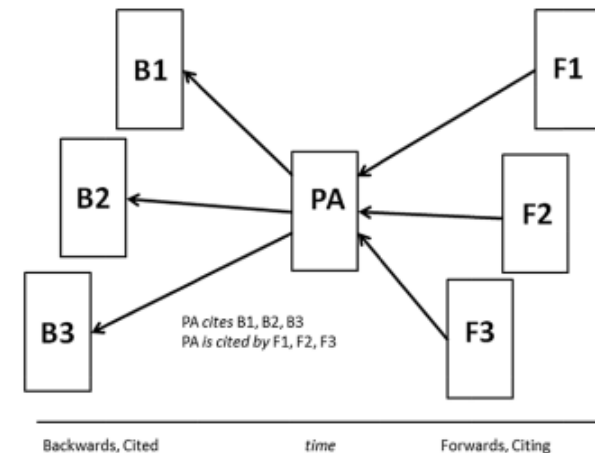 B1
F1
B2
PA
F2
B3
F3
PA cites B1, B2, B3
PA is cited by F1, F2, F3
Backwards, Cited time Forwards, Citing